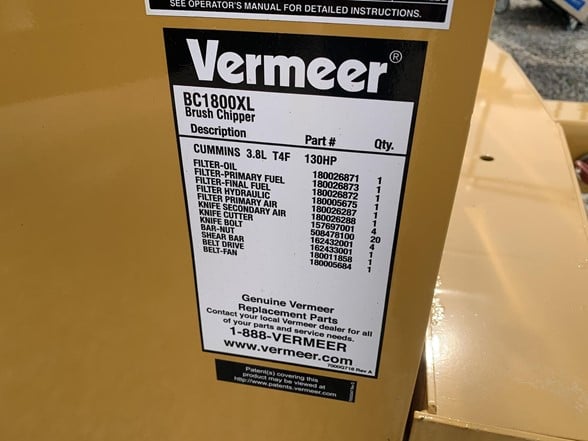 SEE OPERATOR'S MANUAL FOR DETAILED INSTRUCTIONS.
Vermeer®
BC1800XL
Brush Chipper
Description Part # Qty.
CUMMINS 3.8L T4F 130HP
FILTER-OIL 180026871 1
FILTER-PRIMARY FUEL 180026873 1
FILTER-FINAL FUEL 180026872 1
FILTER HYDRAULIC 180005675 1
FILTER PRIMARY AIR 180026287 1
KNIFE SECONDARY AIR 180026288 1
KNIFE CUTTER 157697001 4
KNIFE BOLT 508478100 20
BAR-NUT 162432001 4
SHEAR BAR 162433001 1
BELT DRIVE 180011858 1
BELT-FAN 180005684 1
Genuine Vermeer
Replacement Parts
Contact your local Vermeer dealer for all
of your parts and service needs.
1-888-VERMEER
www.vermeer.com
7000G716 Rev A
Patent(s) covering this
product may be viewed at
http://www.patents.vermeer.com